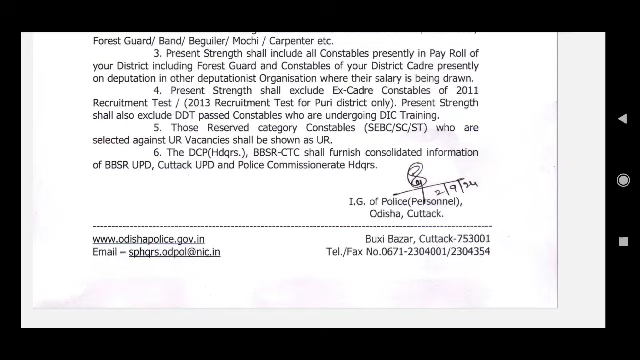 Forest Guard/ Band/ Beguiler/ Mochi / Carpenter etc.
3. Present Strength shall include all Constables presently in Pay Roll of
your District including Forest Guard and Constables of your District Cadre presently
on deputation in other deputationist Organisation where their salary is being drawn.
4. Present Strength shall exclude Ex-Cadre Constables of 2011
Recruitment Test / (2013 Recruitment Test for Puri district only). Present Strength
shall also exclude DDT passed Constables who are undergoing DIC Training.
5. Those Reserved category Constables (SEBC/SC/ST) who are
selected against UR Vacancies shall be shown as UR.
6. The DCP(Hdqrs.), BBSR-CTC shall furnish consolidated information
of BBSR UPD, Cuttack UPD and Police Commissionerate Hdqrs.
2/9/24
I.G. of Police(Personnel),
Odisha, Cuttack.
www.odishapolice.gov.in Buxi Bazar, Cuttack-753001
Email – sphqrs.odpol@nic.in Tel./Fax No.0671-2304001/2304354